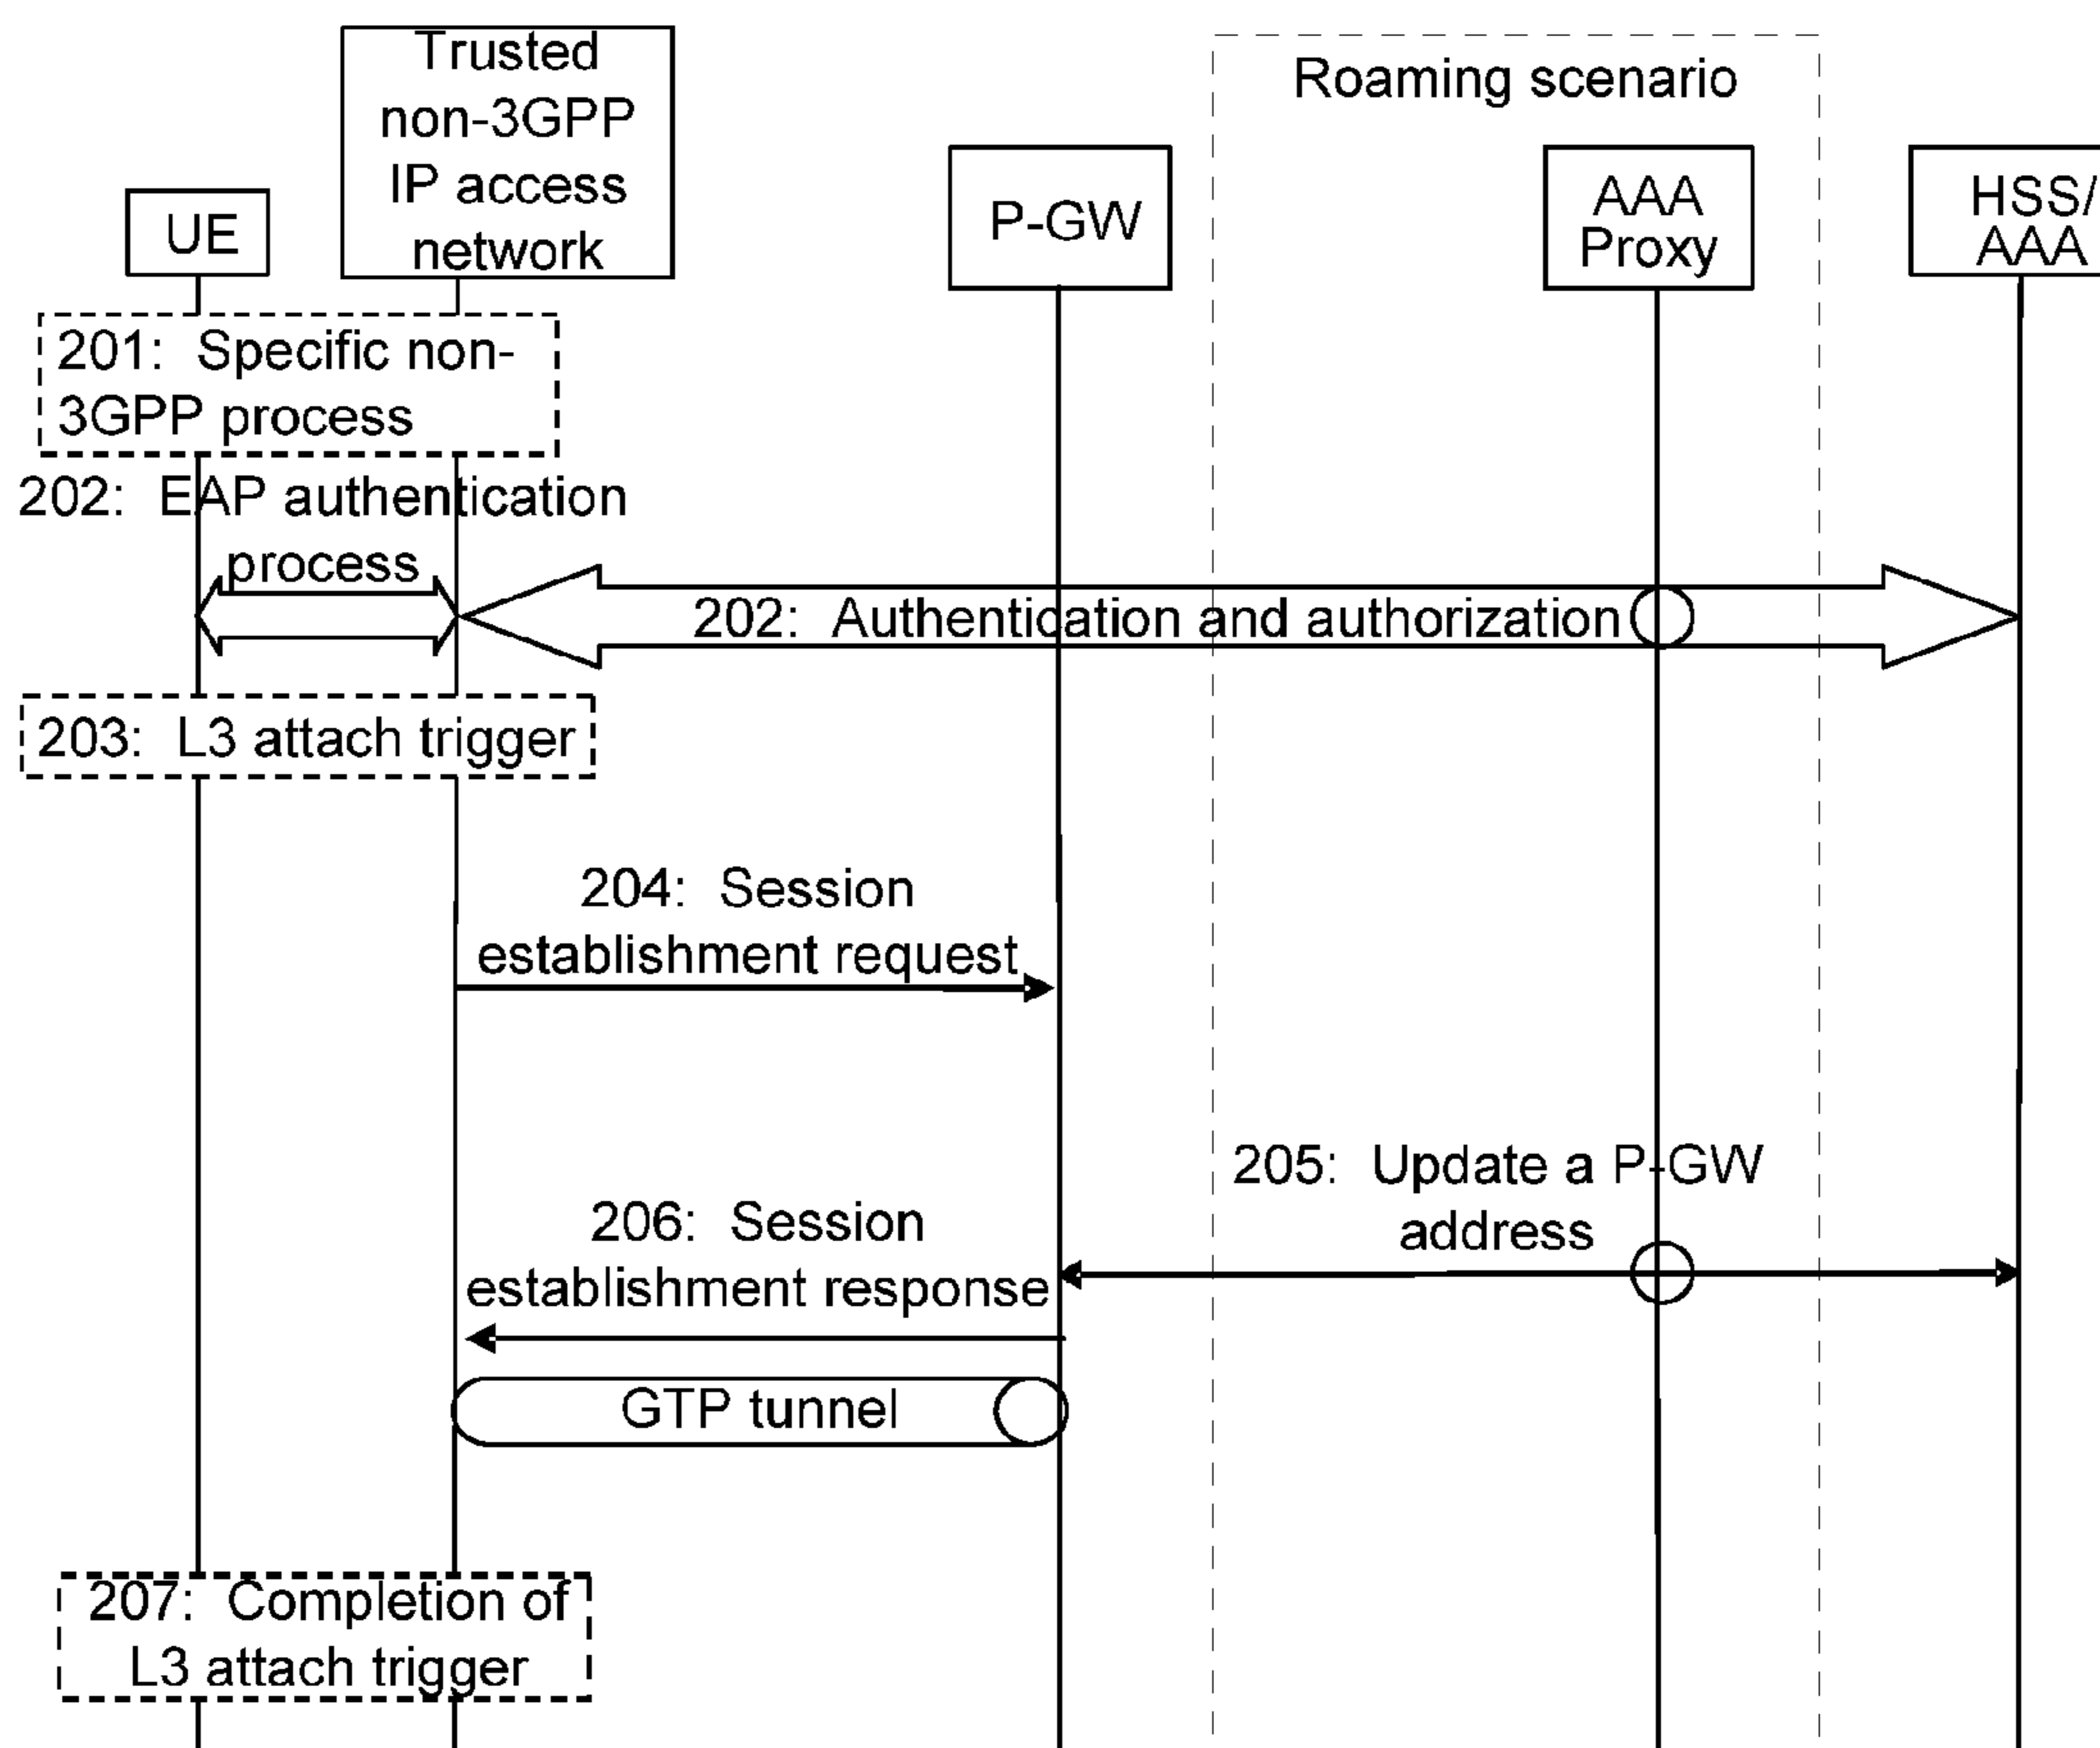 Trusted
non-3GPP
IP access
network
UE
P-GW
Roaming scenario
AAA
Proxy
HSS/
AAA
201: Specific non-
3GPP process
202: EAP authentication
process
202: Authentication and authorization
203: L3 attach trigger
204: Session
establishment request
205: Update a P-GW
address
206: Session
establishment response
GTP tunnel
207: Completion of
L3 attach trigger